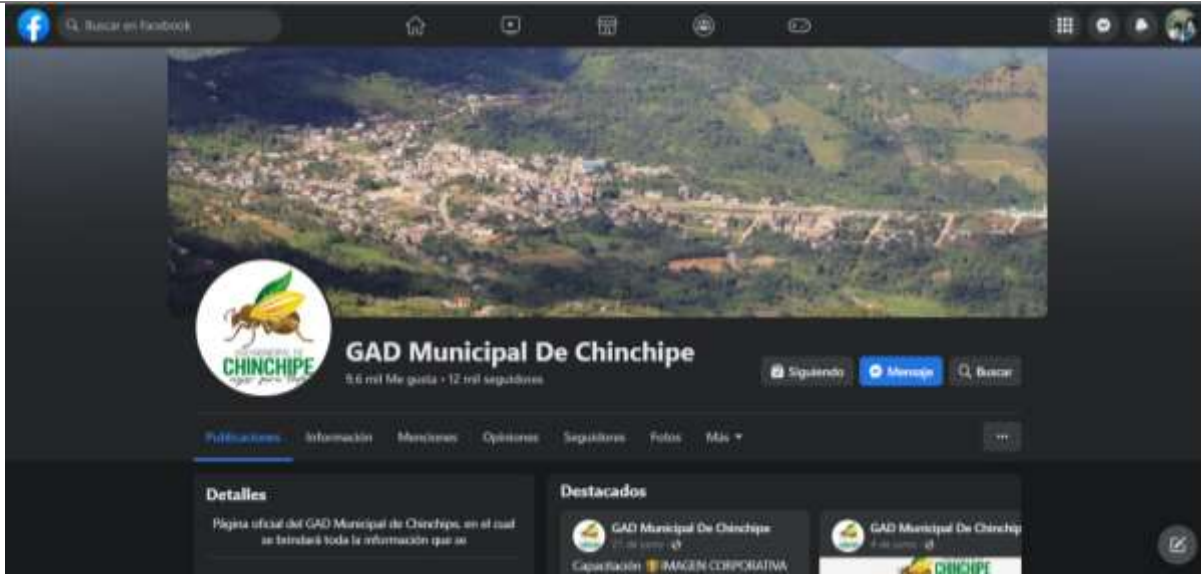 Buscar en Facebook
GAD MUNICIPAL DE
CHINCHIPE
GAD Municipal De Chinchipe
9.6 mil Me gusta • 12 mil seguidores
Siguiendo
Mensaje
Buscar
Publicaciones
Información
Menciones
Opiniones
Seguidores
Fotos
Más
Detalles
Página oficial del GAD Municipal de Chinchipe, en el cual
se brindará toda la información que se
Destacados
GAD Municipal De Chinchipe
Capacitación IMAGEN CORPORATIVA
GAD Municipal De Chinchip
CHINCHIPE